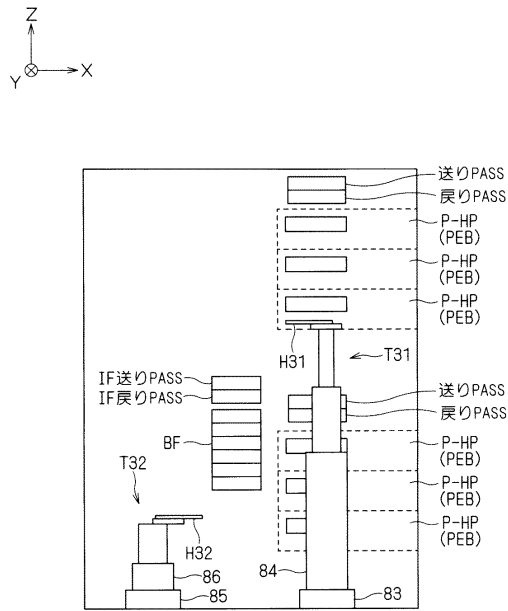 Z
Y
X
送りPASS
戻りPASS
P-HP
(PEB)
P-HP
(PEB)
P-HP
(PEB)
H31
T31
IF送りPASS
IF戻りPASS
送りPASS
戻りPASS
BF
P-HP
(PEB)
T32
P-HP
(PEB)
H32
P-HP
(PEB)
84
86
85
83